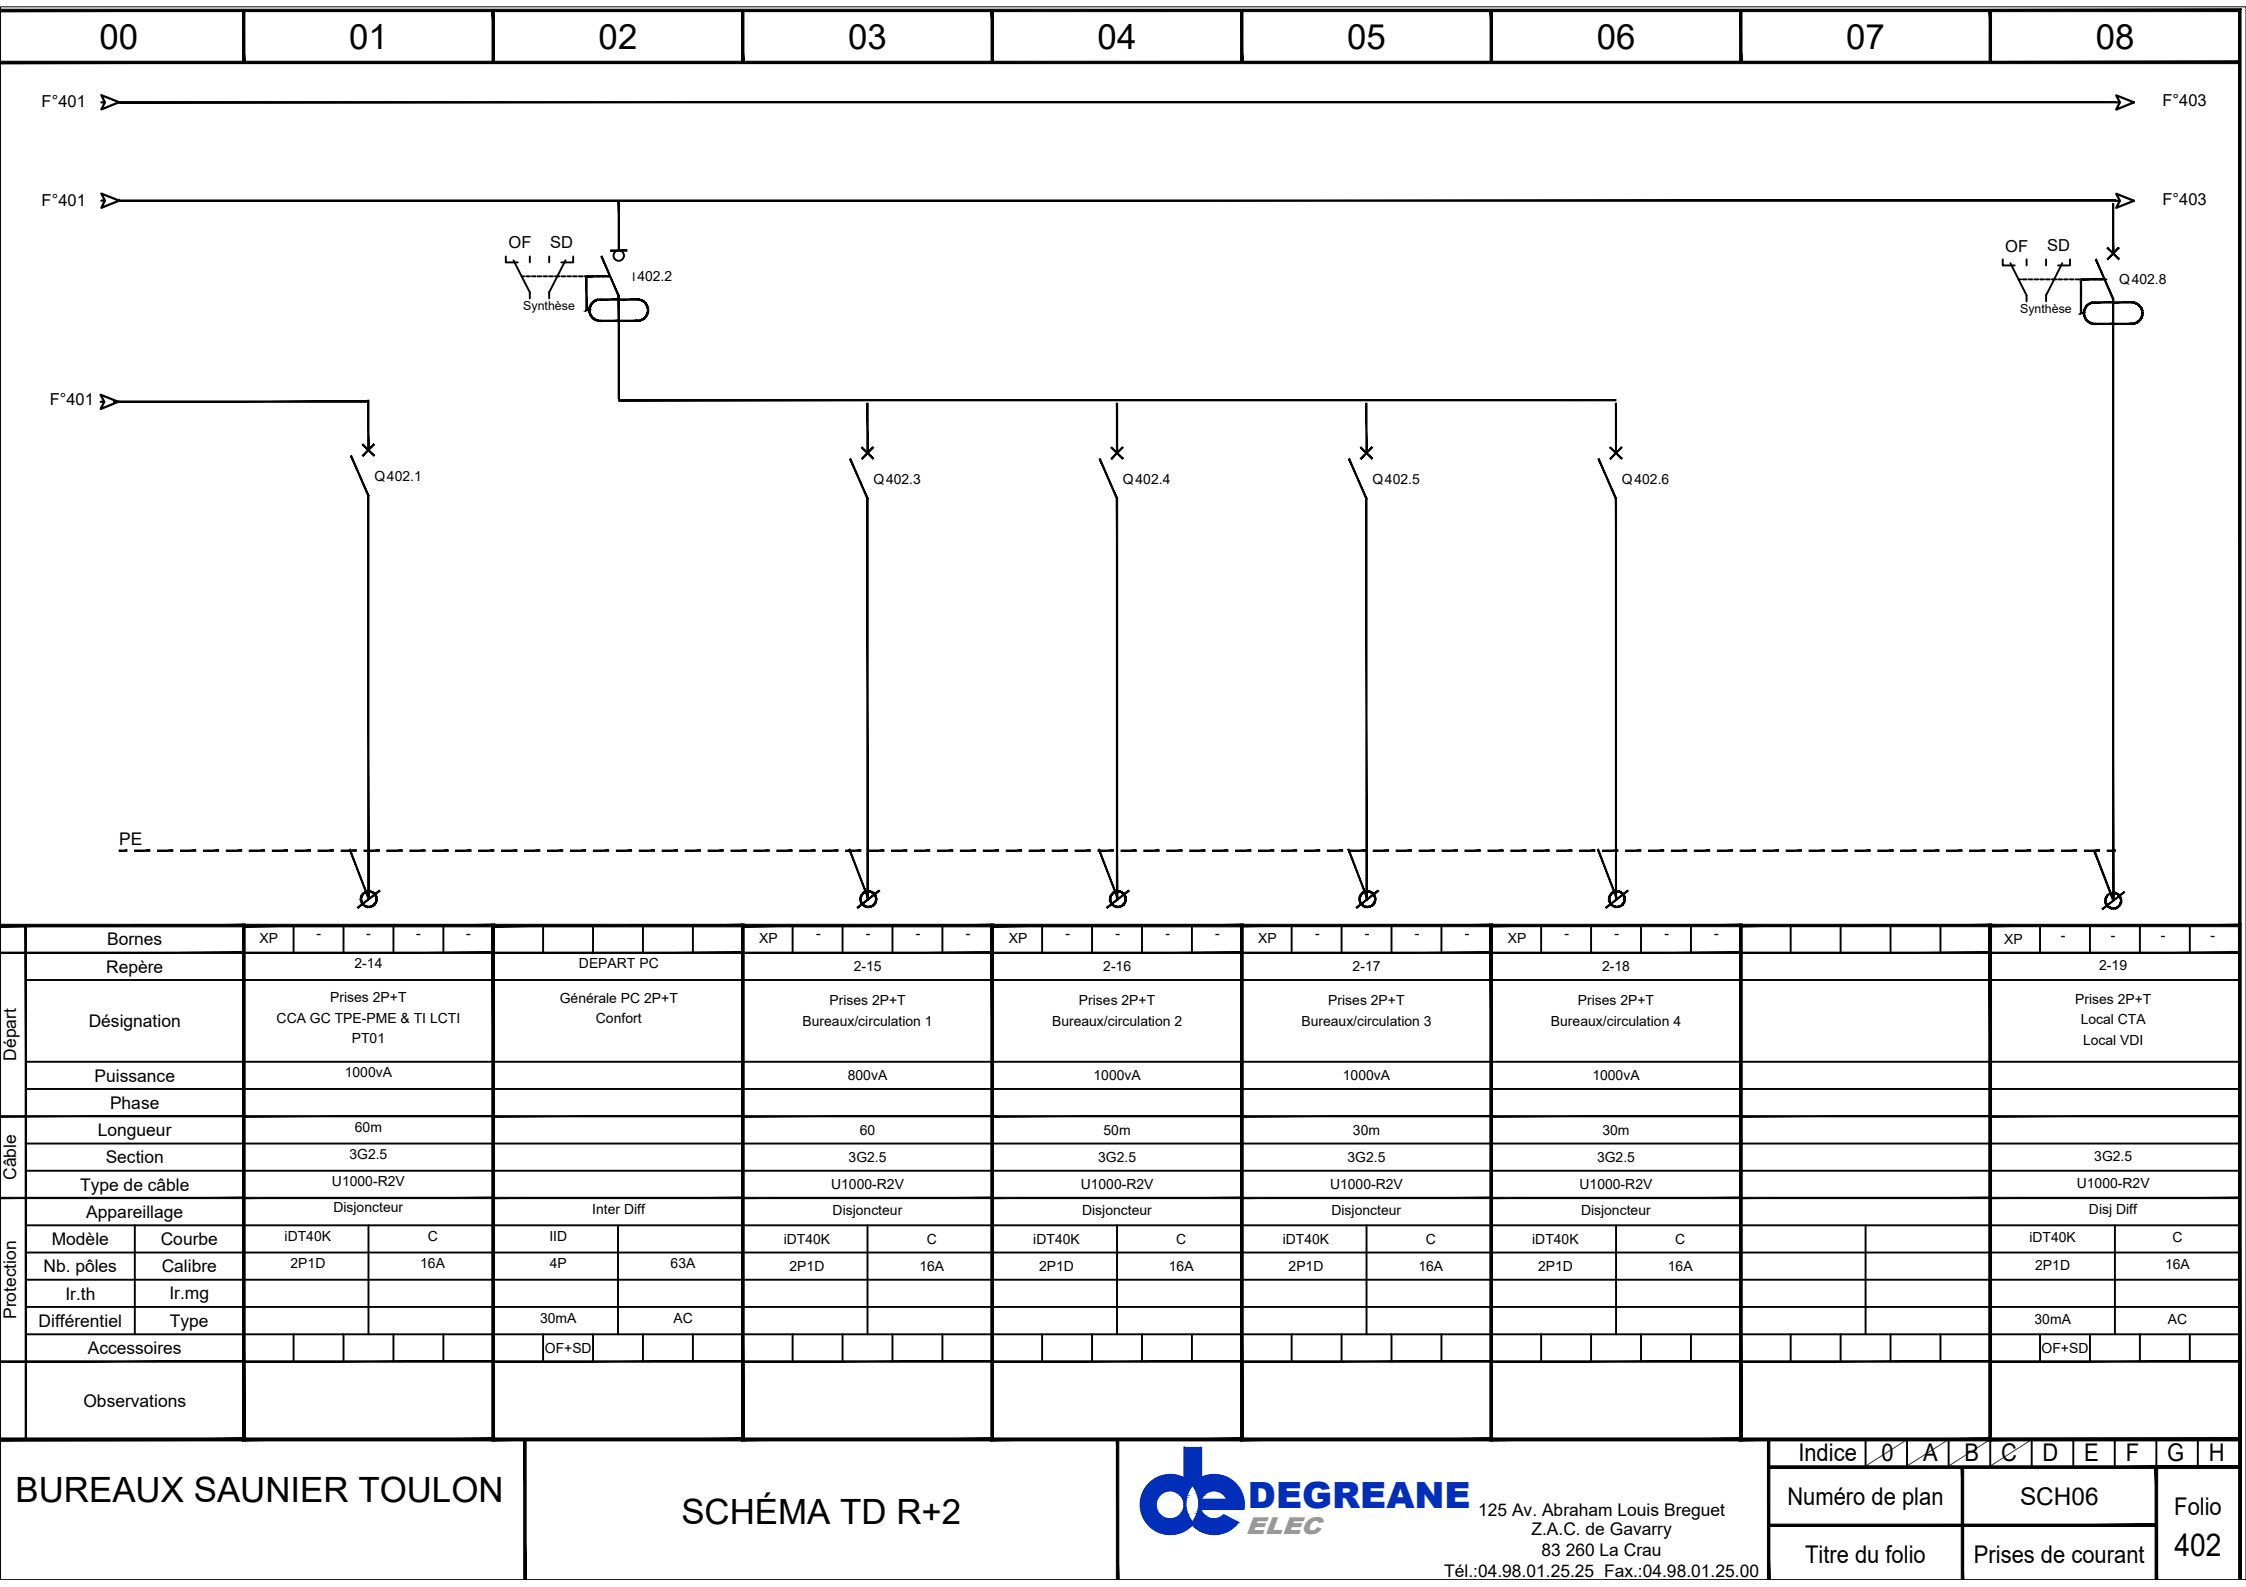 00 01 02 03 04 05 06 07 08
F°401 F°403
F°401 F°403
OF SD
I402.2
Synthèse
OF SD
Q402.8
Synthèse
F°401
Q402.1 Q402.3 Q402.4 Q402.5 Q402.6
PE
Départ
Bornes XP - - - - XP - - - - XP - - - - XP - - - - XP - - - - XP - - - -
Repère 2-14 DEPART PC 2-15 2-16 2-17 2-18 2-19
Désignation
Prises 2P+T
CCA GC TPE-PME & TI LCTI
PT01
Générale PC 2P+T
Confort
Prises 2P+T
Bureaux/circulation 1
Prises 2P+T
Bureaux/circulation 2
Prises 2P+T
Bureaux/circulation 3
Prises 2P+T
Bureaux/circulation 4
Prises 2P+T
Local CTA
Local VDI
Puissance 1000vA 800vA 1000vA 1000vA 1000vA
Phase
Câble
Longueur 60m 60 50m 30m 30m
Section 3G2.5 3G2.5 3G2.5 3G2.5 3G2.5 3G2.5
Type de câble U1000-R2V U1000-R2V U1000-R2V U1000-R2V U1000-R2V U1000-R2V
Protection
Appareillage Disjoncteur Inter Diff Disjoncteur Disjoncteur Disjoncteur Disjoncteur Disj Diff
Modèle Courbe iDT40K C IID iDT40K C iDT40K C iDT40K C iDT40K C iDT40K C
Nb. pôles Calibre 2P1D 16A 4P 63A 2P1D 16A 2P1D 16A 2P1D 16A 2P1D 16A 2P1D 16A
Ir.th Ir.mg
Différentiel Type 30mA AC 30mA AC
Accessoires OF+SD OF+SD
Observations
BUREAUX SAUNIER TOULON
SCHÉMA TD R+2
de DEGREANE
ELEC
125 Av. Abraham Louis Breguet
Z.A.C. de Gavarry
83 260 La Crau
Tél.:04.98.01.25.25 Fax.:04.98.01.25.00
Indice 0 A B C D E F G H
Numéro de plan SCH06
Titre du folio Prises de courant
Folio
402